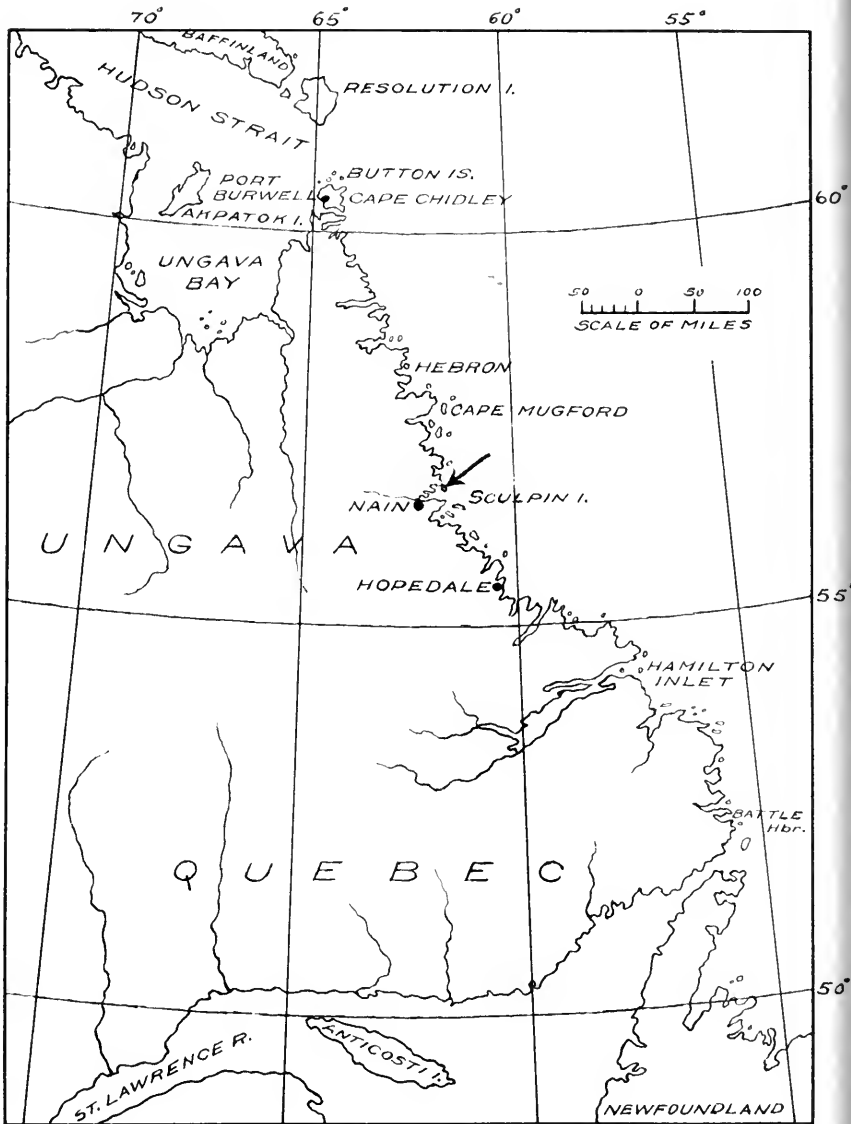 70° 65° 60° 55°
BAFFINLAND
HUDSON STRAIT
RESOLUTION I.
BUTTON IS.
PORT
BURWELL
CAPE CHIDLEY
60°
AKPATOK I.
UNGAVA
BAY
50 0 50 100
SCALE OF MILES
HEBRON
CAPE MUGFORD
SCULPIN I.
NAIN
UNGAVA
HOPEDALE
55°
HAMILTON
INLET
BATTLE
Hbr.
QUEBEC
50°
ANTICOSTI I.
ST. LAWRENCE R.
NEWFOUNDLAND